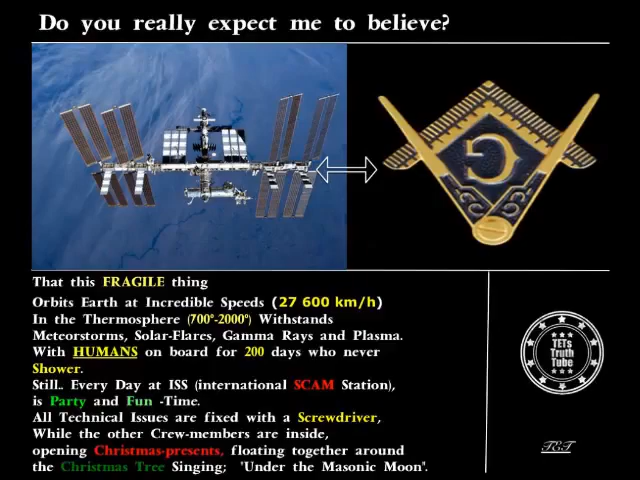 Do you really expect me to believe?
That this FRAGILE thing
Orbits Earth at Incredible Speeds (27 600 km/h)
In the Thermosphere (700°-2000°) Withstands
Meteorstorms, Solar-Flares, Gamma Rays and Plasma.
With HUMANS on board for 200 days who never
Shower.
Still.. Every Day at ISS (international SCAM Station),
is Party and Fun -Time.
All Technical Issues are fixed with a Screwdriver,
While the other Crew-members are inside,
opening Christmas-presents, floating together around
the Christmas Tree Singing; "Under the Masonic Moon".
TETs
Truth
Tube
TET